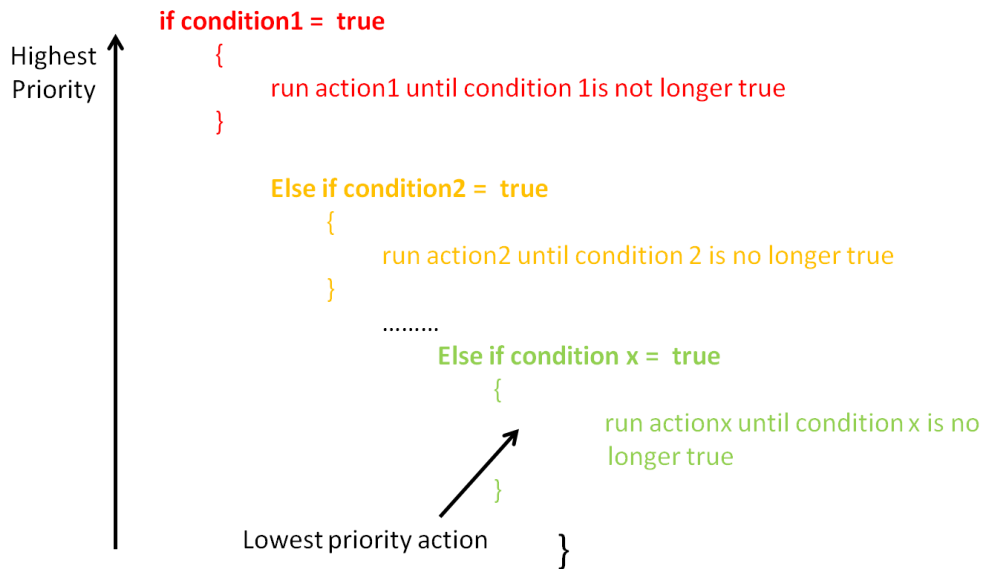 if condition1 = true
Highest
Priority
{
run action1 until condition 1is not longer true
}
Else if condition2 = true
{
run action2 until condition 2 is no longer true
}
.........
Else if condition x = true
{
run actionx until condition x is no
longer true
}
Lowest priority action
}